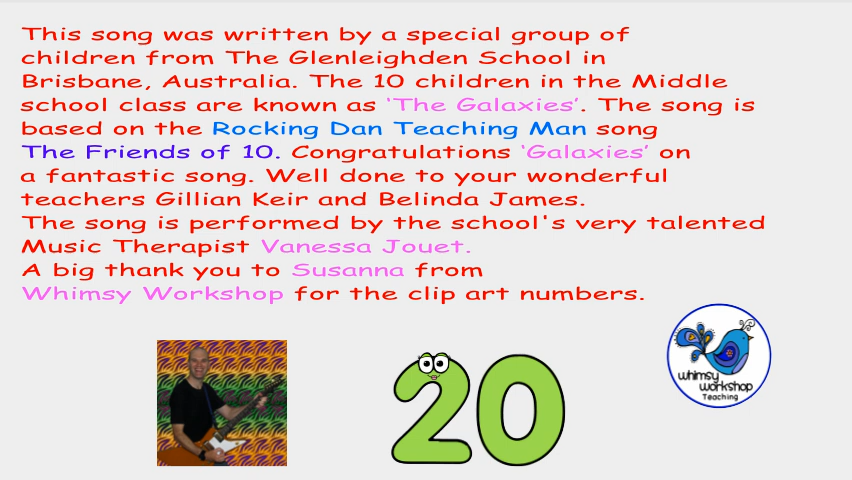 This song was written by a special group of
children from The Glenleighden School in
Brisbane, Australia. The 10 children in the Middle
school class are known as ‘The Galaxies’. The song is
based on the Rocking Dan Teaching Man song
The Friends of 10. Congratulations ‘Galaxies’ on
a fantastic song. Well done to your wonderful
teachers Gillian Keir and Belinda James.
The song is performed by the school's very talented
Music Therapist Vanessa Jouet.
A big thank you to Susanna from
Whimsy Workshop for the clip art numbers.
20
whimsy
workshop
Teaching